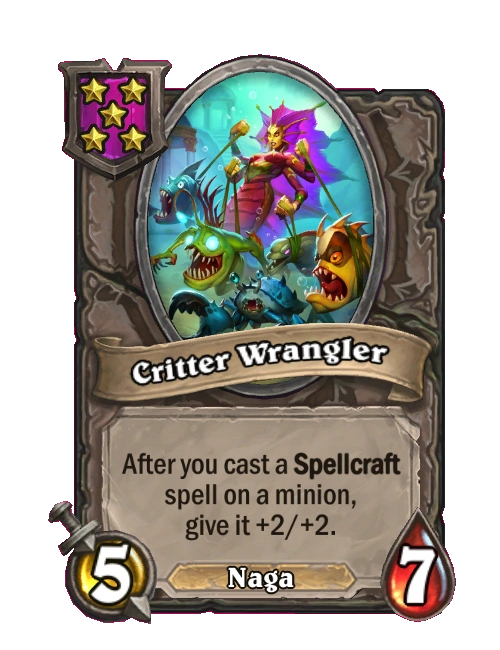 Critter Wrangler
After you cast a Spellcraft
spell on a minion,
give it +2/+2.
5
Naga
7